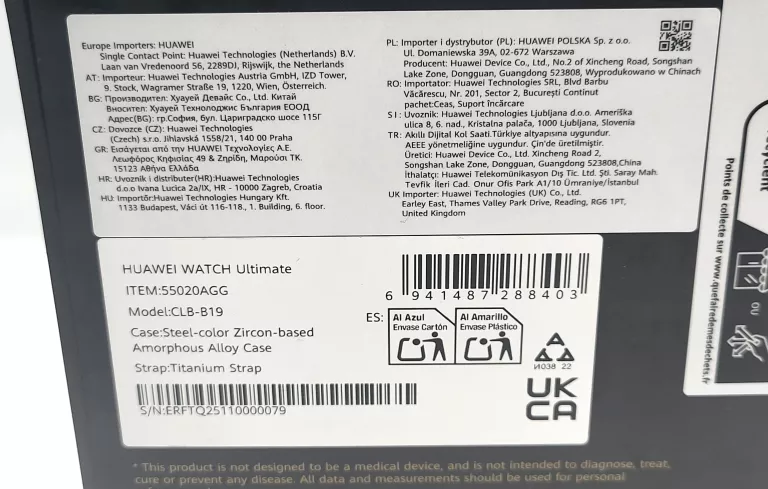 Europe Importers: HUAWEI
Single Contact Point: Huawei Technologies (Netherlands) B.V.
Laan van Vredenoord 56, 2289DJ, Rijswijk, the Netherlands
AT: Importeur: Huawei Technologies Austria GmbH, IZD Tower,
9. Stock, Wagramer Straße 19, 1220, Wien, Österreich.
BG: Производител: Хуауей Девайс Со., Ltd. Китай
Вносител: Хуауей Технолоджис България ЕООД
Адрес(BG): гр.София, бул. Цариградско шосе 115Г
CZ: Dovozce (CZ): Huawei Technologies
(Czech) s.r.o. Jihlavská 1558/21, 140 00 Praha
GR: Εισάγεται από την HUAWEI Τεχνολογίες Α.Ε.
Λεωφόρος Κηφισίας 49 & Ζηρίδη, Μαρούσι ΤΚ
15123 Αθήνα Ελλάδα
HR: Uvoznik i distributer(HR):Huawei Technologies
d.o.o Ivana Lucica 2a/IX, HR - 10000 Zagreb, Croatia
HU: Importőr:Huawei Technologies Hungary Kft.
1133 Budapest, Váci út 116-118., 1. Building, 6. floor.
PL: Importer i dystrybutor (PL): HUAWEI POLSKA Sp. z o.o.
Ul. Domaniewska 39A, 02-672 Warszawa
Producent: Huawei Device Co., Ltd., No.2 of Xincheng Road, Songshan
Lake Zone, Dongguan, Guangdong 523808, Wyprodukowano w Chinach
RO: Importator: Huawei Technologies SRL, Blvd Barbu
Văcărescu, Nr. 201, Sector 2, București Continut
pachet:Ceas, Suport încărcare
SI: Uvoznik: Huawei Technologies Ljubljana d.o.o. Ameriška
ulica 8, 6. nad., Kristalna palača, 1000 Ljubljana, Slovenia
TR: Akıllı Dijital Kol Saati.Türkiye altyapısına uygundur.
AEEE yönetmeliğine uygundur. Çin'de üretilmiştir.
Üretici: Huawei Device Co., Ltd. Xincheng Road 2,
Songshan Lake Zone, Dongguan, Guangdong 523808,China
İthalatçı: Huawei Telekomünikasyon Dış Tic. Ltd. Şti. Saray Mah.
Tevfik İleri Cad. Onur Ofis Park A1/10 Ümraniye/İstanbul
UK Importer: Huawei Technologies (UK) Co., Ltd.
Earley East, Thames Valley Park Drive, Reading, RG6 1PT,
United Kingdom
HUAWEI WATCH Ultimate
ITEM:55020AGG
Model:CLB-B19
Case:Steel-color Zircon-based
Amorphous Alloy Case
Strap:Titanium Strap
S/N:ERFTQ25110000079
6 941487 288403
ES:
Al Azul
Envase Cartón
Al Amarillo
Envase Plástico
И038 22
UK
CA
Points de collecte sur www.quefairedemesdechets.fr
OU
* This product is not designed to be a medical device, and is not intended to diagnose, treat,
cure or prevent any disease. All data and measurements should be used for personal